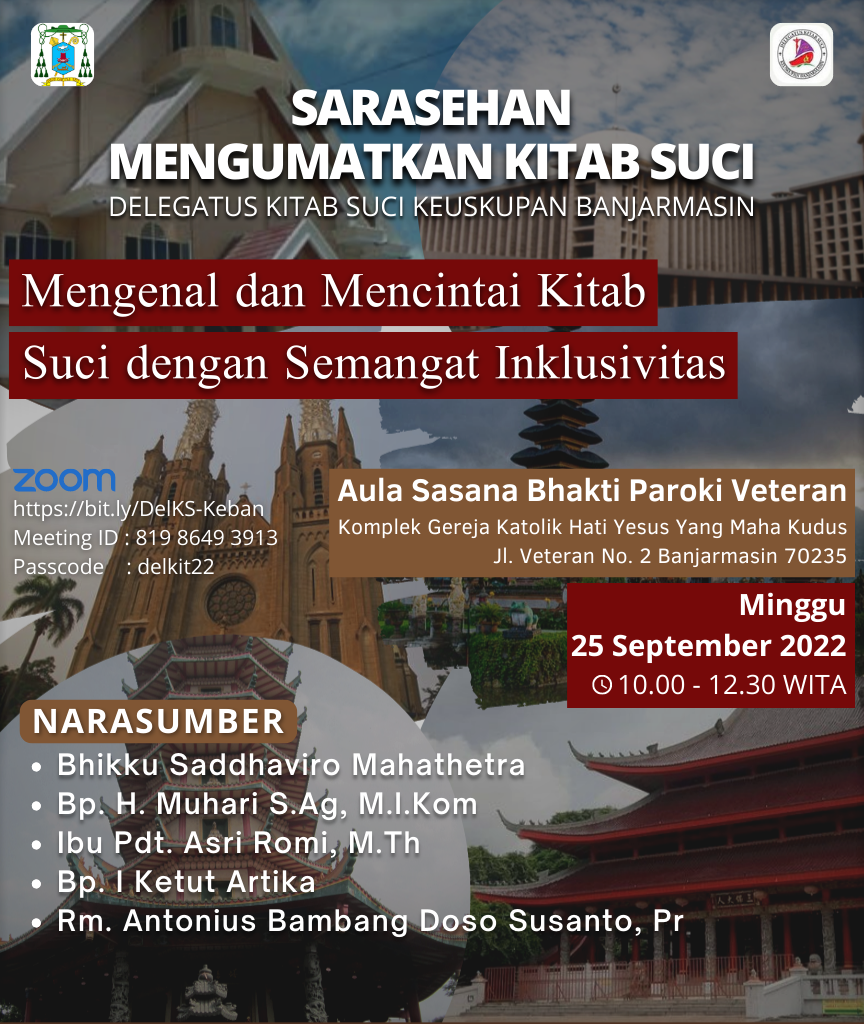 SARASEHAN
MENGUMATKAN KITAB SUCI
DELEGATUS KITAB SUCI KEUSKUPAN BANJARMASIN
Mengenal dan Mencintai Kitab
Suci dengan Semangat Inklusivitas
zoom
https://bit.ly/DelKS-Keban
Meeting ID : 819 8649 3913
Passcode : delkit22
Aula Sasana Bhakti Paroki Veteran
Komplek Gereja Katolik Hati Yesus Yang Maha Kudus
Jl. Veteran No. 2 Banjarmasin 70235
Minggu
25 September 2022
10.00 - 12.30 WITA
NARASUMBER
• Bhikku Saddhaviro Mahathetra
• Bp. H. Muhari S.Ag, M.I.Kom
• Ibu Pdt. Asri Romi, M.Th
• Bp. I Ketut Artika
• Rm. Antonius Bambang Doso Susanto, Pr